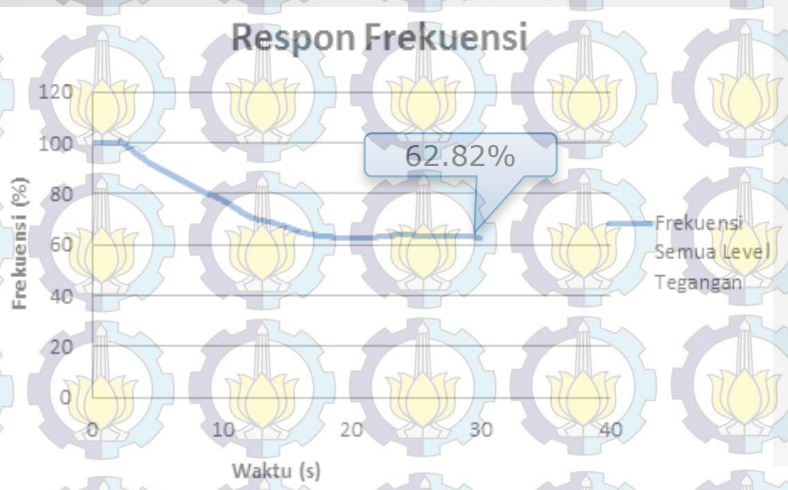 Respon Frekuensi
120
100
80
60
40
20
0
62.82%
Frekuensi (%)
0 10 20 30 40
Waktu (s)
Frekuensi
Semua Level
Tegangan